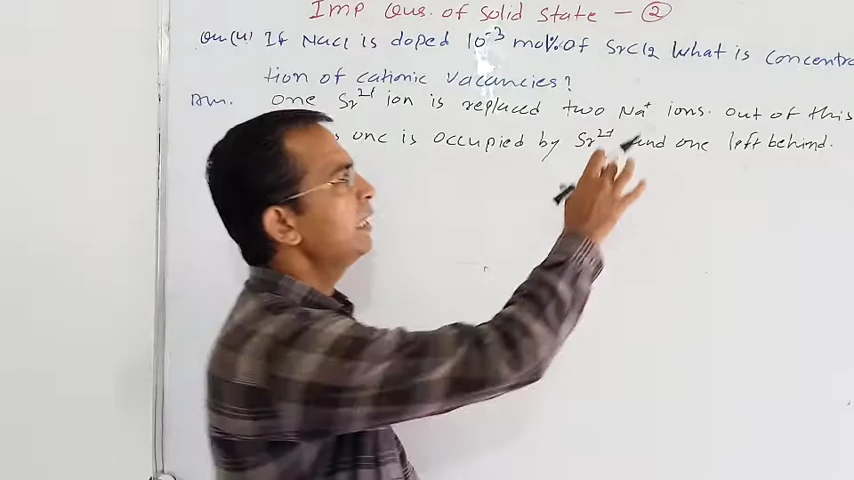 Imp Qus. of solid state - 2
Qu(4) If NaCl is doped 10-3 mol% of SrCl2 What is concentra
tion of cationic vacancies?
Ans. one Sr2+ ion is replaced two Na+ ions. out of this
one is occupied by Sr2+ and one left behind.